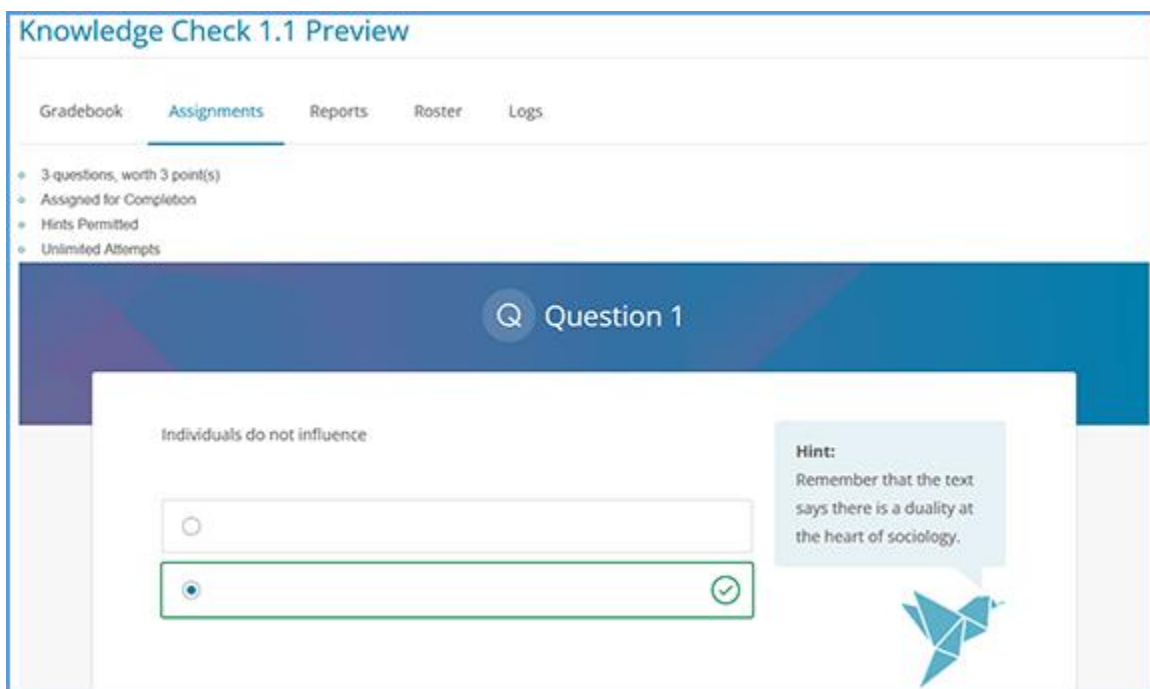 Knowledge Check 1.1 Preview
Gradebook Assignments Reports Roster Logs
3 questions, worth 3 point(s)
Assigned for Completion
Hints Permitted
Unlimited Attempts
Q Question 1
Individuals do not influence
Hint:
Remember that the text
says there is a duality at
the heart of sociology.